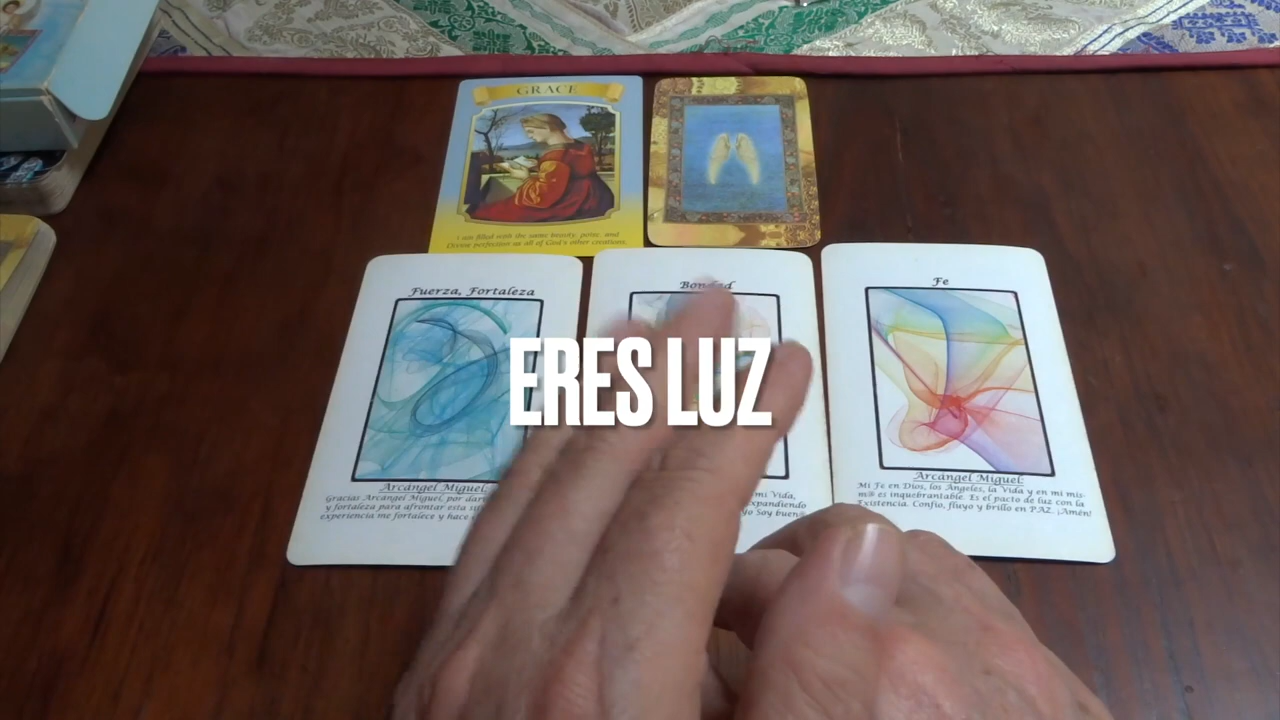 GRACE
I am filled with the same beauty, poise, and
Divine perfection as all of God's other creations.
Fuerza, Fortaleza
Bondad
Fe
ERES LUZ
Arcángel Miguel:
Gracias Arcángel Miguel, por
y fortaleza para afrontar esta
experiencia me fortalece y hace
mi Vida,
expandiendo
Yo Soy buen@
Arcángel Miguel:
Mi Fe en Dios, los Ángeles, la Vida y en mi mis-
m@ es inquebrantable. Es el pacto de luz con la
Existencia. Confío, fluyo y brillo en PAZ. ¡Amén!